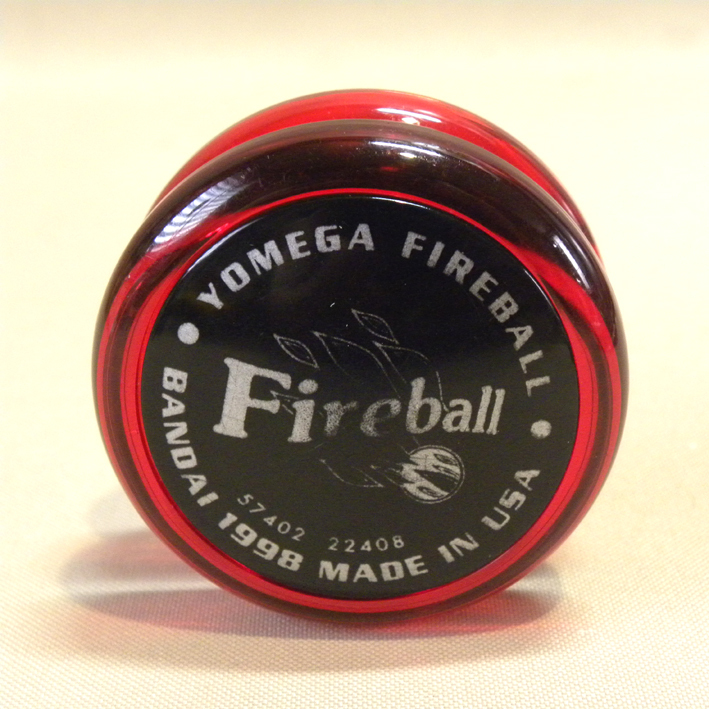 YOMEGA FIREBALL
Fireball
57402 22408
BANDAI 1998 MADE IN USA